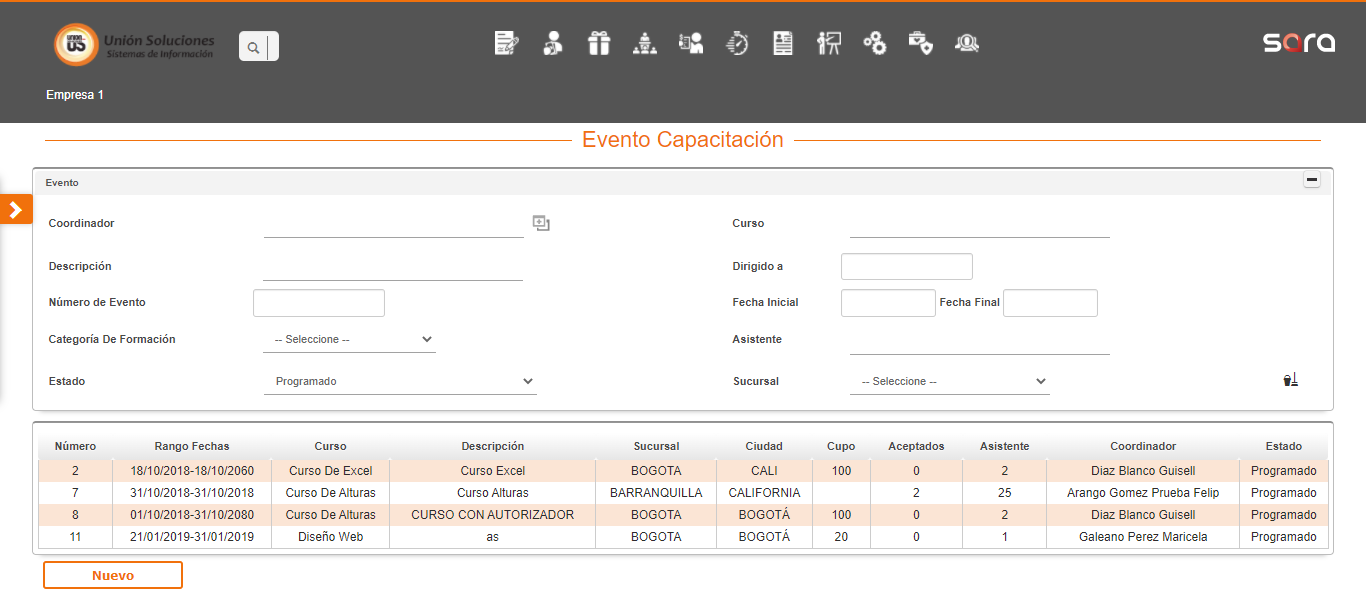 union...
US
Unión Soluciones
Sistemas de Información
sara
Empresa 1
Evento Capacitación
Evento
Coordinador
Curso
Descripción
Dirigido a
Número de Evento
Fecha Inicial Fecha Final
Categoría De Formación -- Seleccione --
Asistente
Estado Programado
Sucursal -- Seleccione --
Número Rango Fechas Curso Descripción Sucursal Ciudad Cupo Aceptados Asistente Coordinador Estado
2 18/10/2018-18/10/2060 Curso De Excel Curso Excel BOGOTA CALI 100 0 2 Diaz Blanco Guisell Programado
7 31/10/2018-31/10/2018 Curso De Alturas Curso Alturas BARRANQUILLA CALIFORNIA 2 25 Arango Gomez Prueba Felip Programado
8 01/10/2018-31/10/2080 Curso De Alturas CURSO CON AUTORIZADOR BOGOTA BOGOTÁ 100 0 2 Diaz Blanco Guisell Programado
11 21/01/2019-31/01/2019 Diseño Web as BOGOTA BOGOTÁ 20 0 1 Galeano Perez Maricela Programado
Nuevo